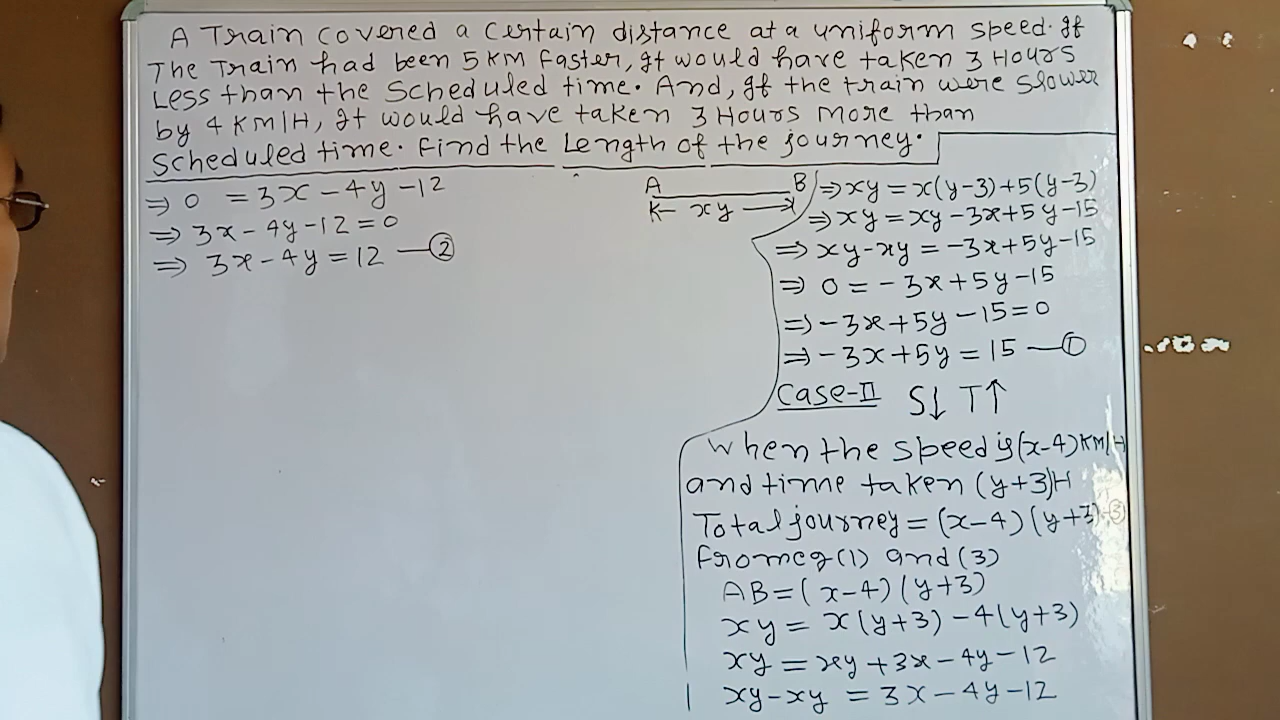 A Train covered a certain distance at a uniform speed. If
The Train had been 5 KM faster, It would have taken 3 Hours
Less than the Scheduled time. And, If the train were Slower
by 4 KM/H, It would have taken 3 Hours more than
Scheduled time. Find the Length of the journey.
⇒ 0 = 3x - 4y - 12
⇒ 3x - 4y - 12 = 0
⇒ 3x - 4y = 12 — ②
A B
K— xy —→
⇒ xy = x(y-3) + 5(y-3)
⇒ xy = xy - 3x + 5y - 15
⇒ xy - xy = -3x + 5y - 15
⇒ 0 = -3x + 5y - 15
⇒ -3x + 5y - 15 = 0
⇒ -3x + 5y = 15 — ①
Case-II S↓ T↑
When the speed is (x-4) KM/H
and time taken (y+3)H
Total journey = (x-4) (y+3) - ③
from eq (1) and (3)
AB = (x-4) (y+3)
xy = x(y+3) - 4(y+3)
xy = xy + 3x - 4y - 12
xy - xy = 3x - 4y - 12